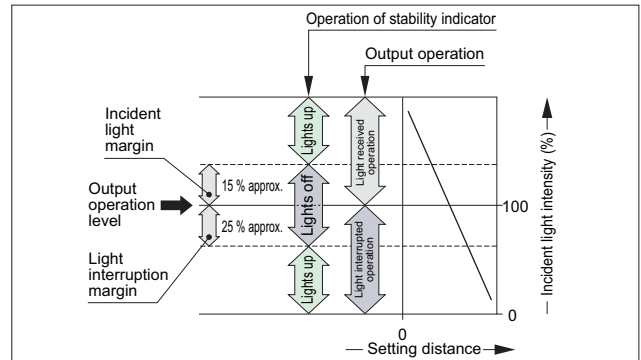 Operation of stability indicator
Output operation
Incident
light
margin
Output
operation
level
Light
interruption
margin
15 % approx.
25 % approx.
Lights up
Lights off
Lights up
Light received
operation
Light interrupted
operation
100
0
Incident light intensity (%)
0
Setting distance